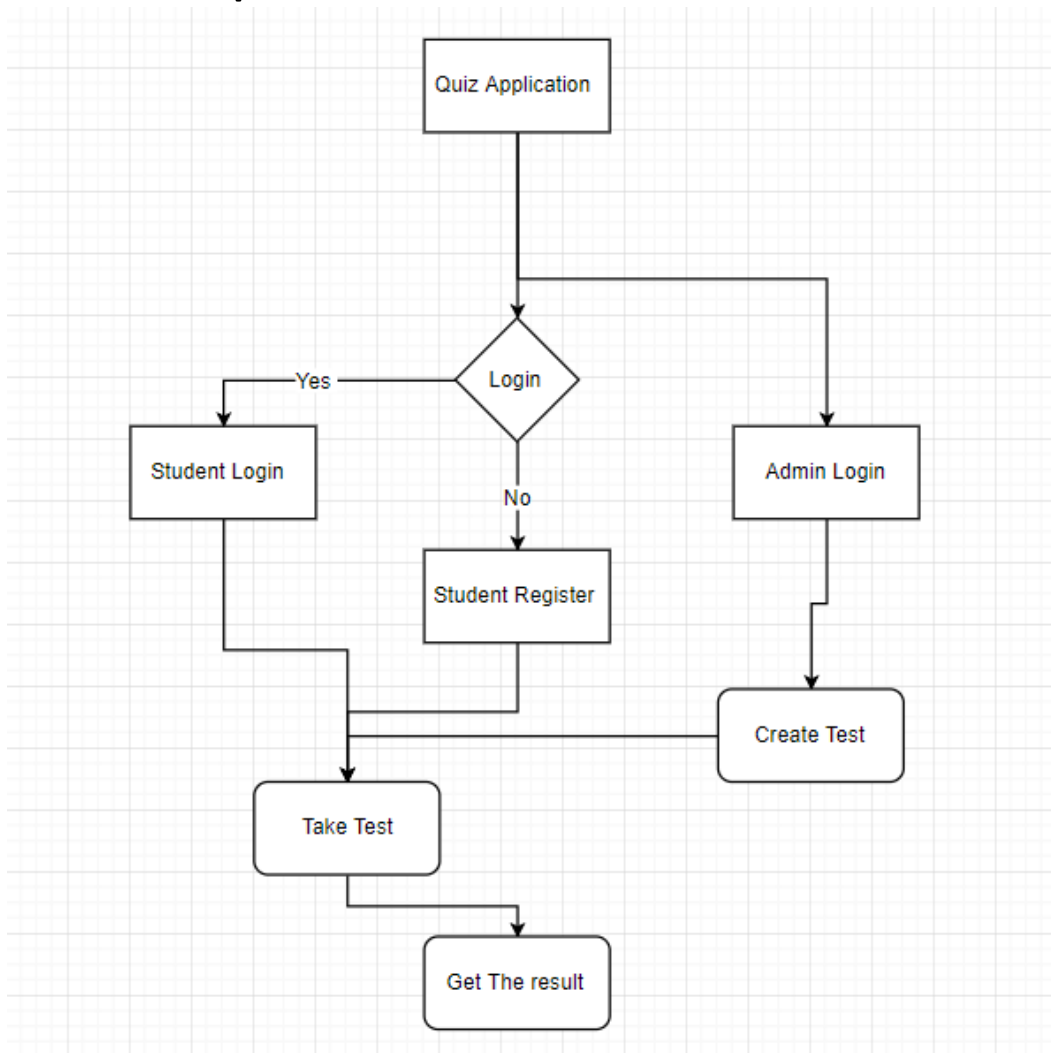 Quiz Application
Login
Yes
Student Login
Admin Login
No
Student Register
Create Test
Take Test
Get The result